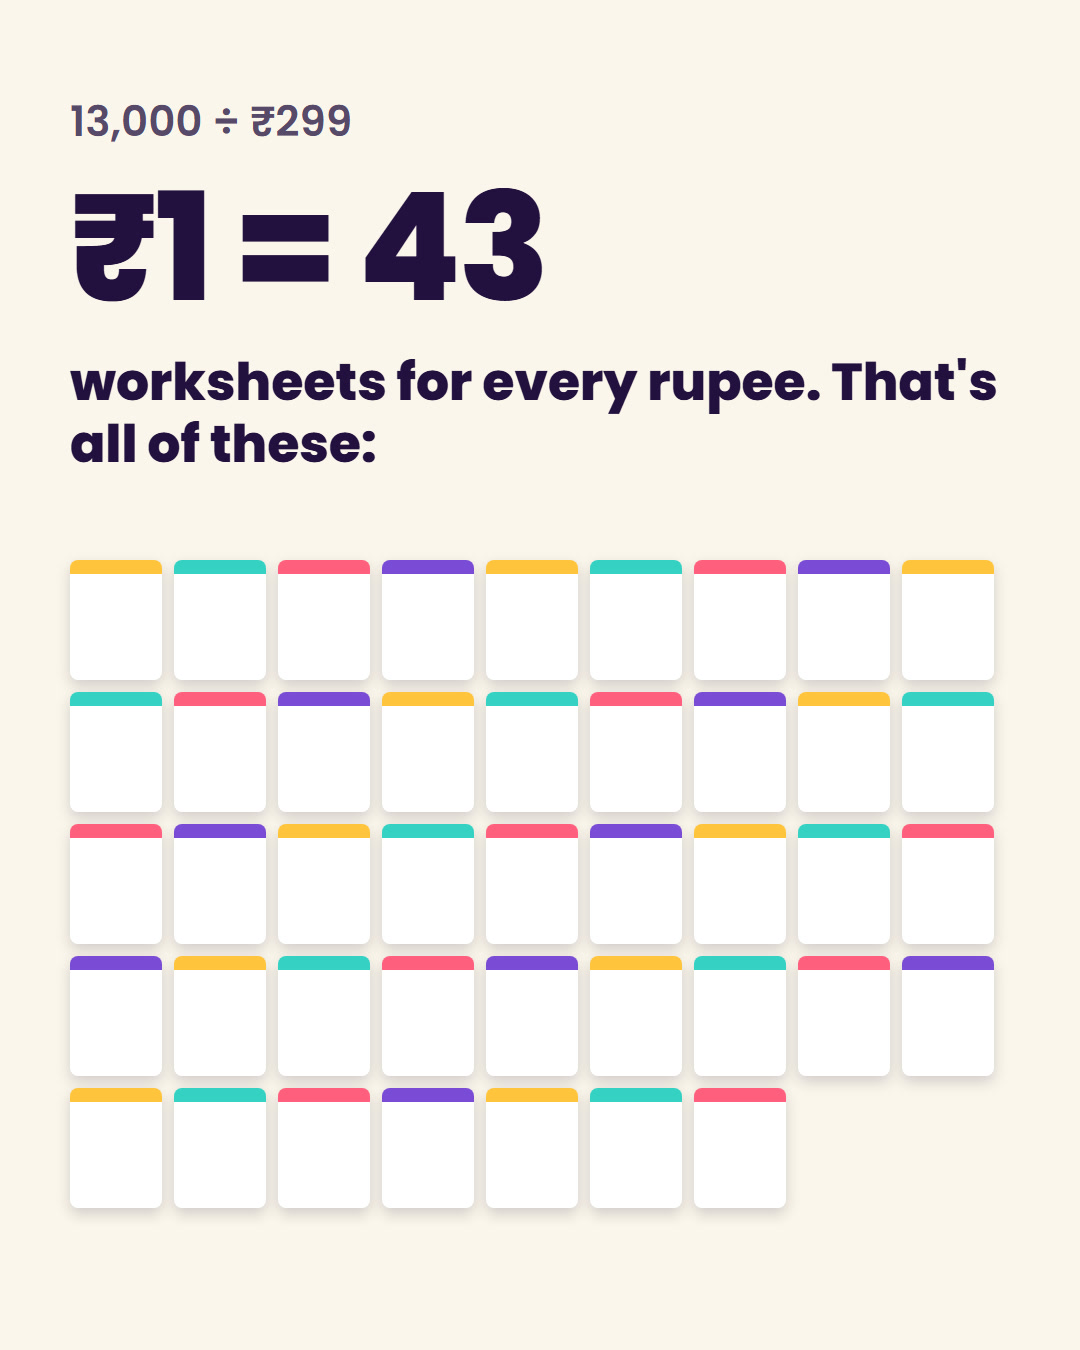 13,000 ÷ ₹299
₹1 = 43
worksheets for every rupee. That's
all of these: